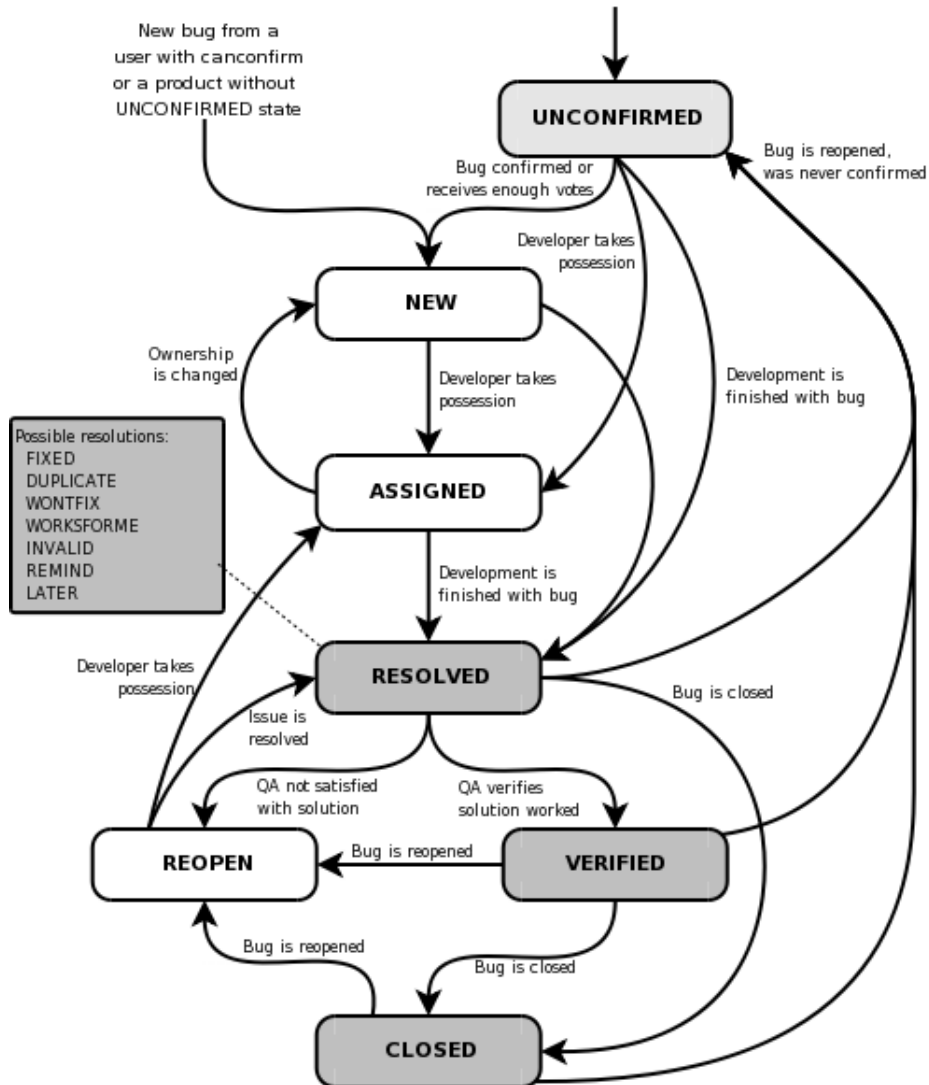 New bug from a
user with canconfirm
or a product without
UNCONFIRMED state
UNCONFIRMED
Bug confirmed or
receives enough votes
Bug is reopened,
was never confirmed
Developer takes
possession
NEW
Ownership
is changed
Developer takes
possession
Development is
finished with bug
Possible resolutions:
FIXED
DUPLICATE
WONTFIX
WORKSFORME
INVALID
REMIND
LATER
ASSIGNED
Development is
finished with bug
RESOLVED
Developer takes
possession
Issue is
resolved
Bug is closed
QA not satisfied
with solution
QA verifies
solution worked
REOPEN
Bug is reopened
VERIFIED
Bug is reopened
Bug is closed
CLOSED